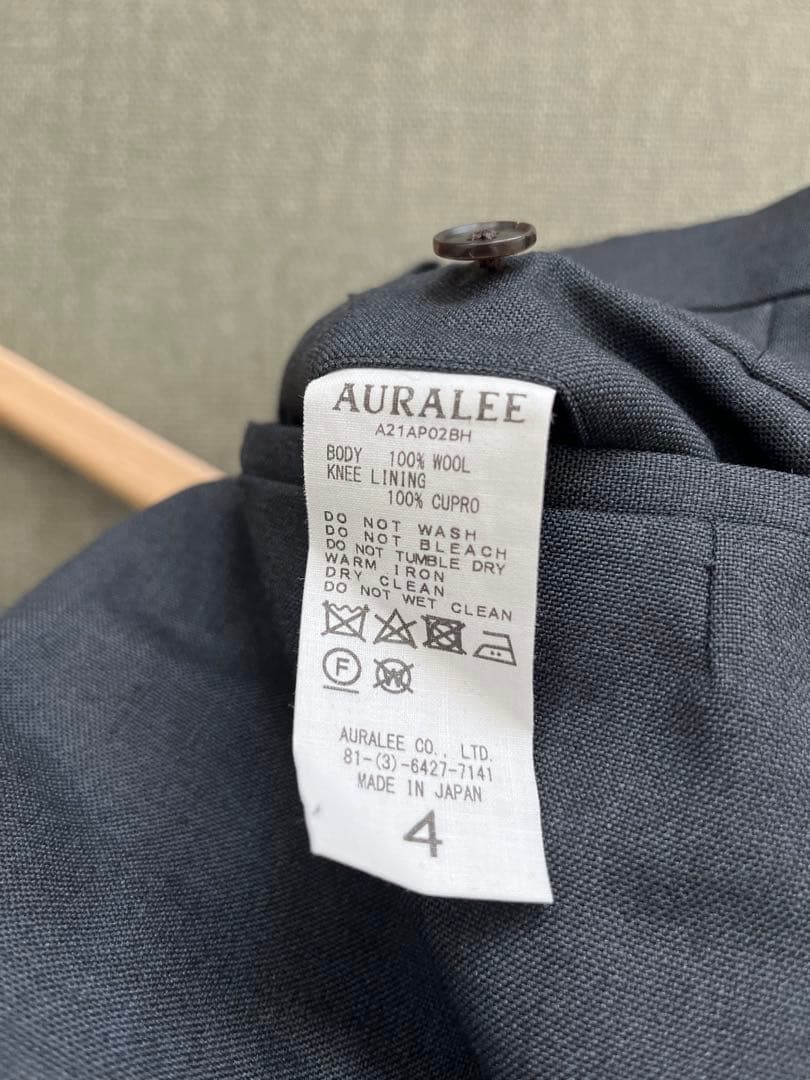 AURALEE
A21AP02BH
BODY 100% WOOL
KNEE LINING
100% CUPRO
DO NOT WASH
DO NOT BLEACH
DO NOT TUMBLE DRY
WARM IRON
DRY CLEAN
DO NOT WET CLEAN
F
W
AURALEE CO., LTD.
81-(3)-6427-7141
MADE IN JAPAN
4